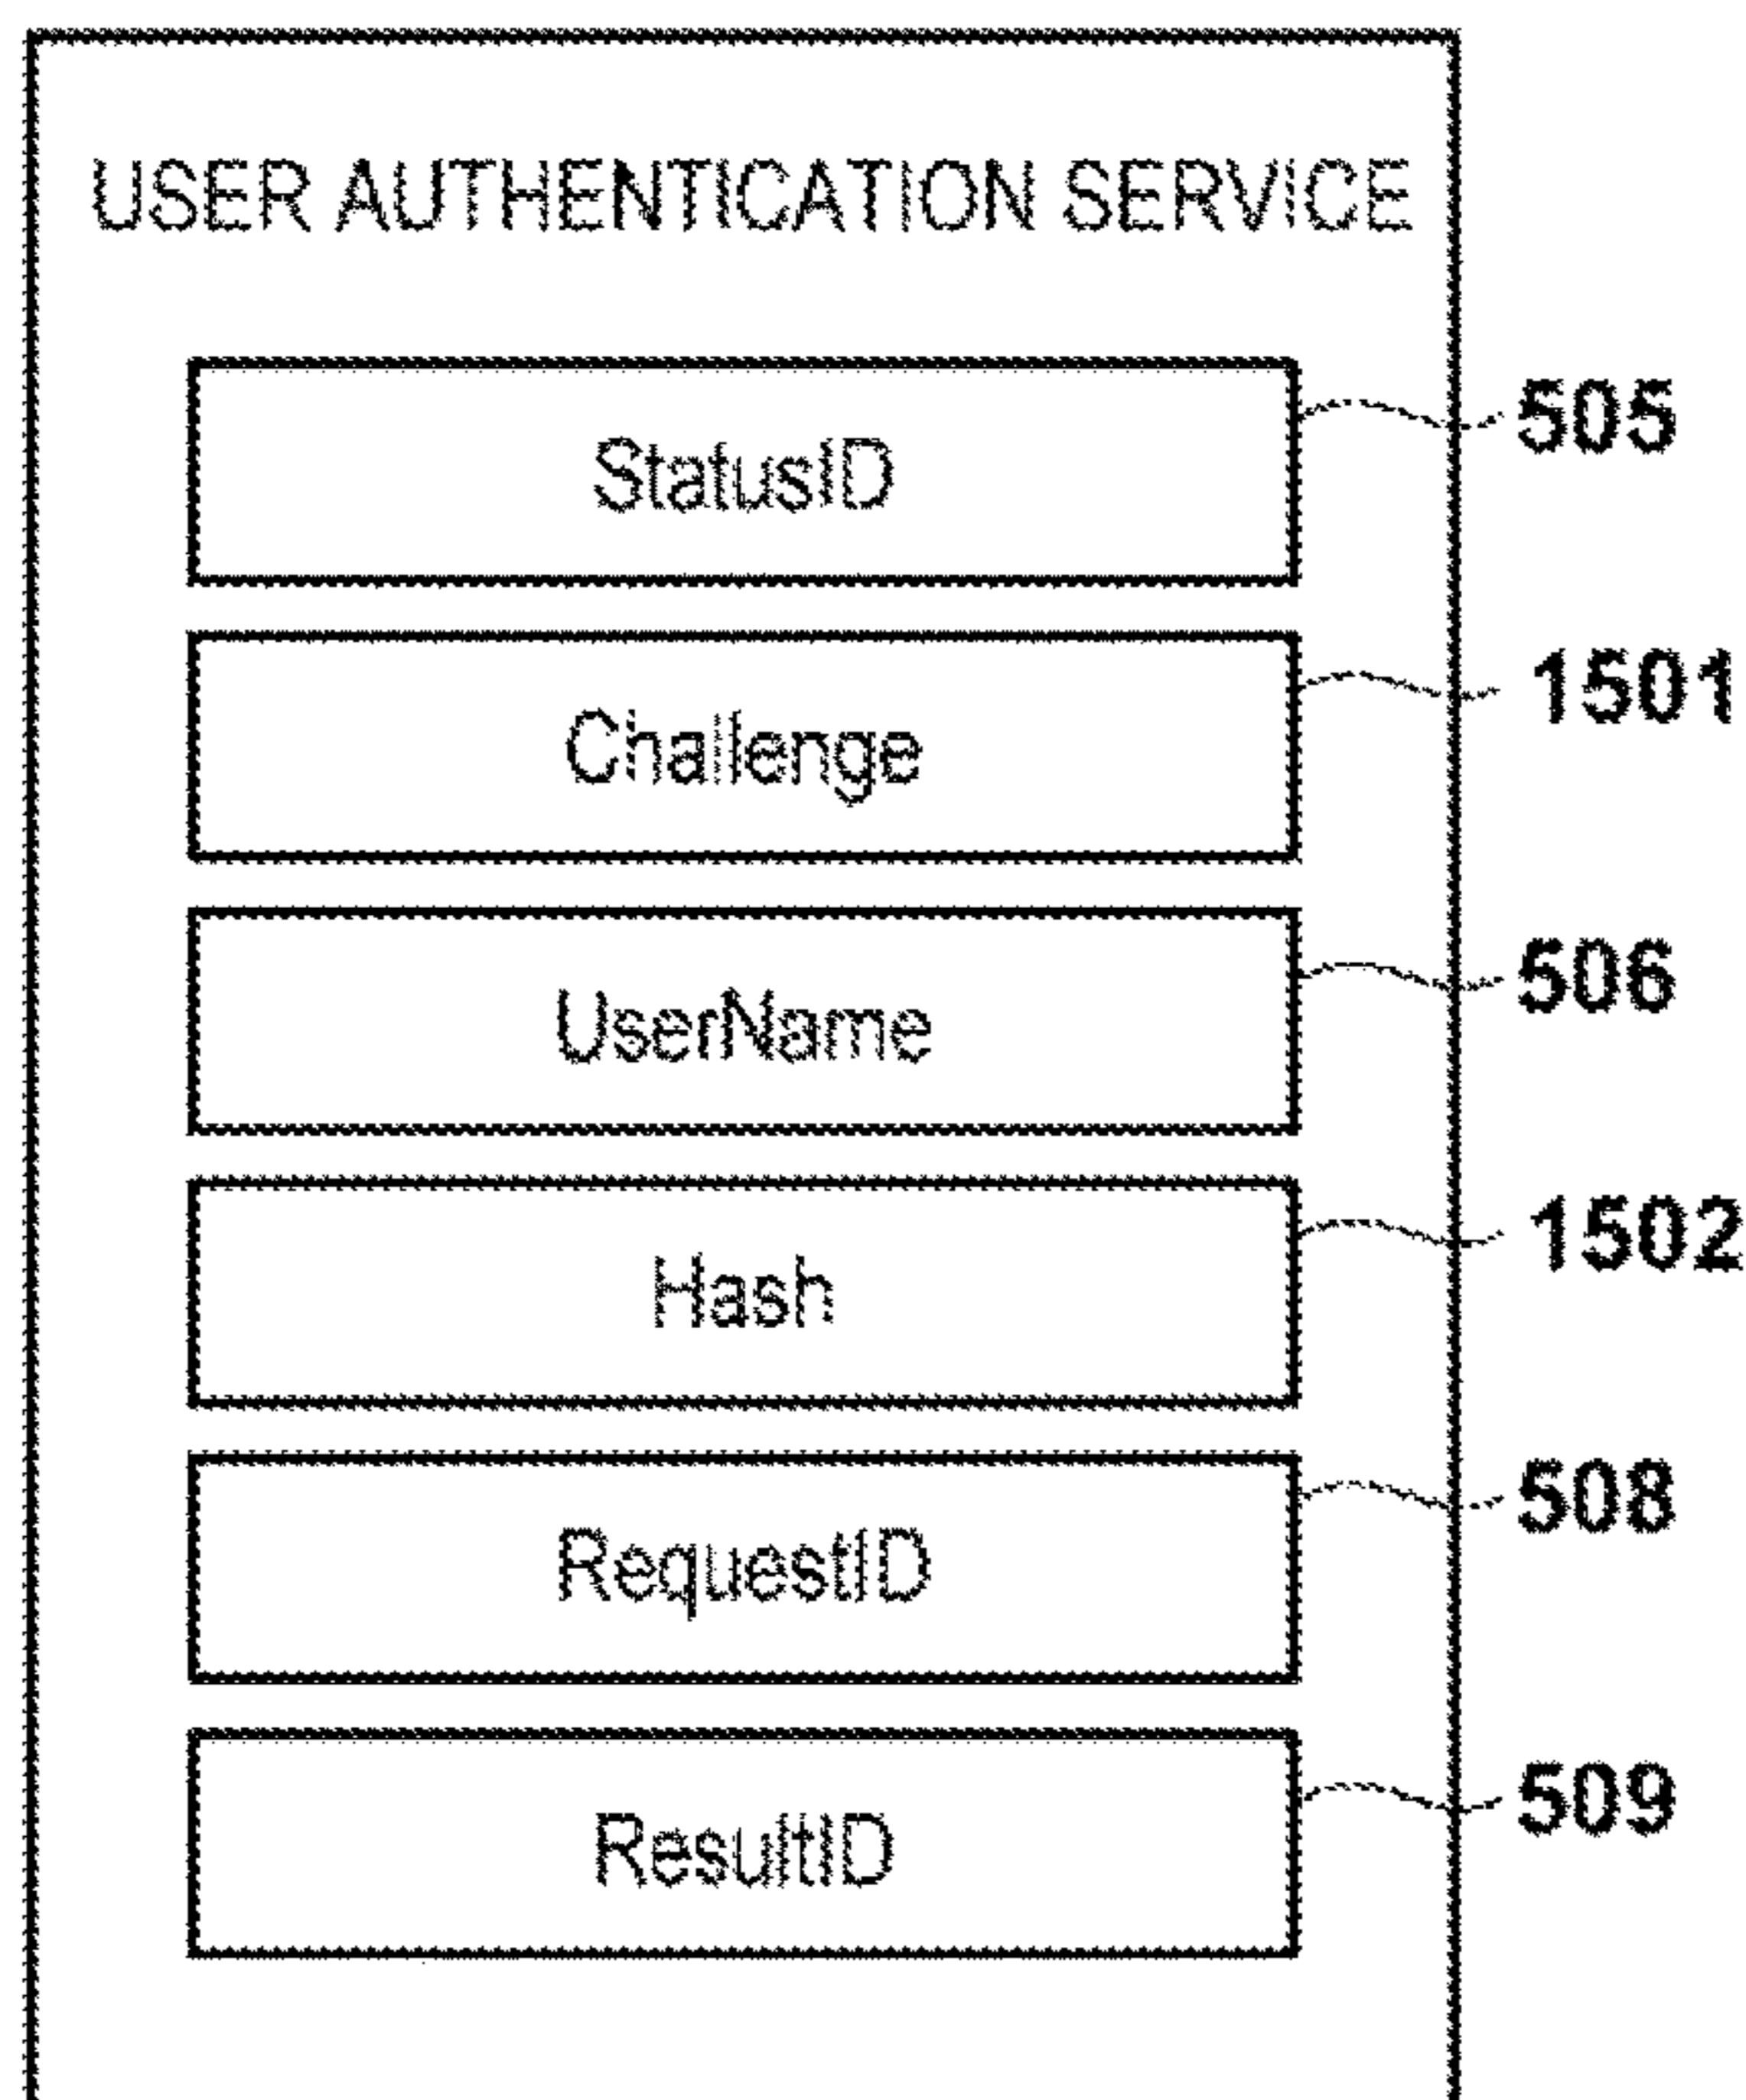 USER AUTHENTICATION SERVICE
StatusID 505
Challenge 1501
UserName 506
Hash 1502
RequestID 508
ResultID 509